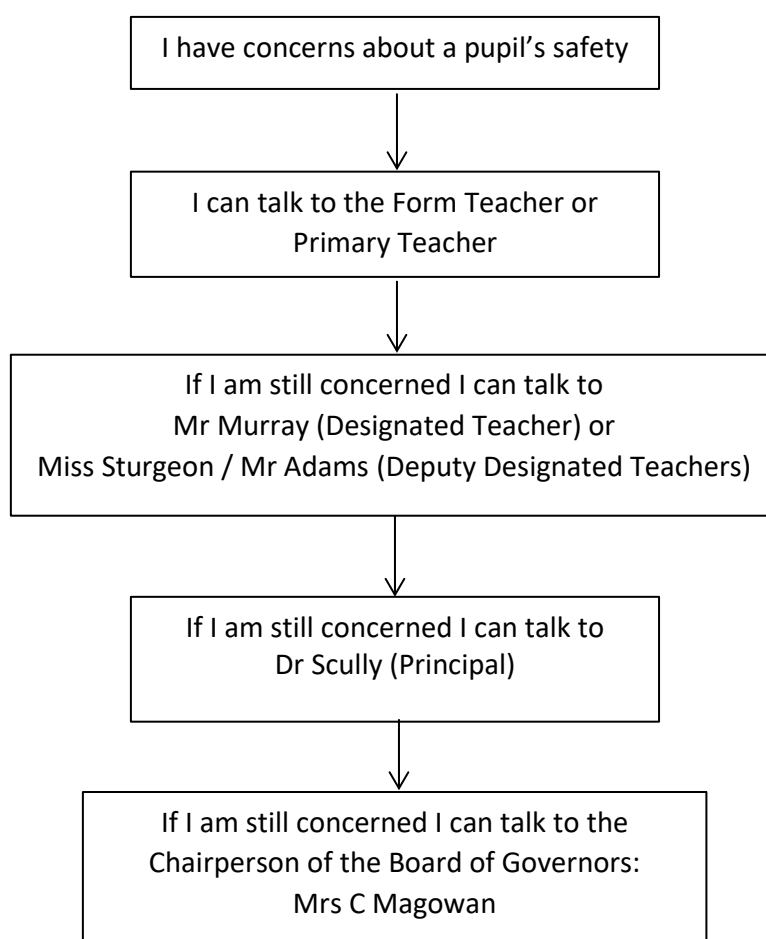 I have concerns about a pupil’s safety
I can talk to the Form Teacher or
Primary Teacher
If I am still concerned I can talk to
Mr Murray (Designated Teacher) or
Miss Sturgeon / Mr Adams (Deputy Designated Teachers)
If I am still concerned I can talk to
Dr Scully (Principal)
If I am still concerned I can talk to the
Chairperson of the Board of Governors:
Mrs C Magowan